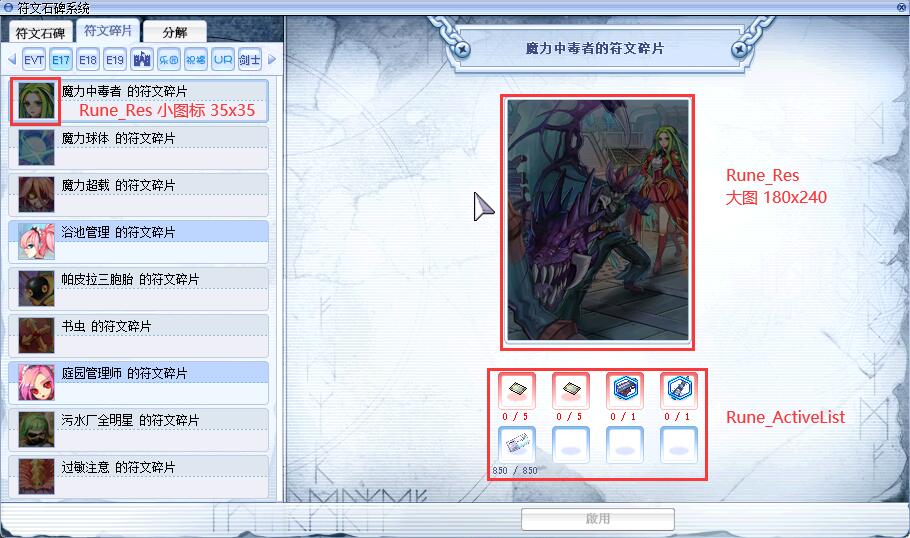 符文石碑系统
符文石碑 符文碎片 分解
EVT E17 E18 E19 乐园 祝福 UR 剑士
魔力中毒者 的符文碎片
Rune_Res 小图标 35x35
魔力球体 的符文碎片
魔力超载 的符文碎片
浴池管理 的符文碎片
帕皮拉三胞胎 的符文碎片
书虫 的符文碎片
庭园管理师 的符文碎片
污水厂全明星 的符文碎片
过敏注意 的符文碎片
魔力中毒者的符文碎片
Rune_Res
大图 180x240
0 / 5 0 / 5 0 / 1 0 / 1
850 / 850
Rune_ActiveList
啟用